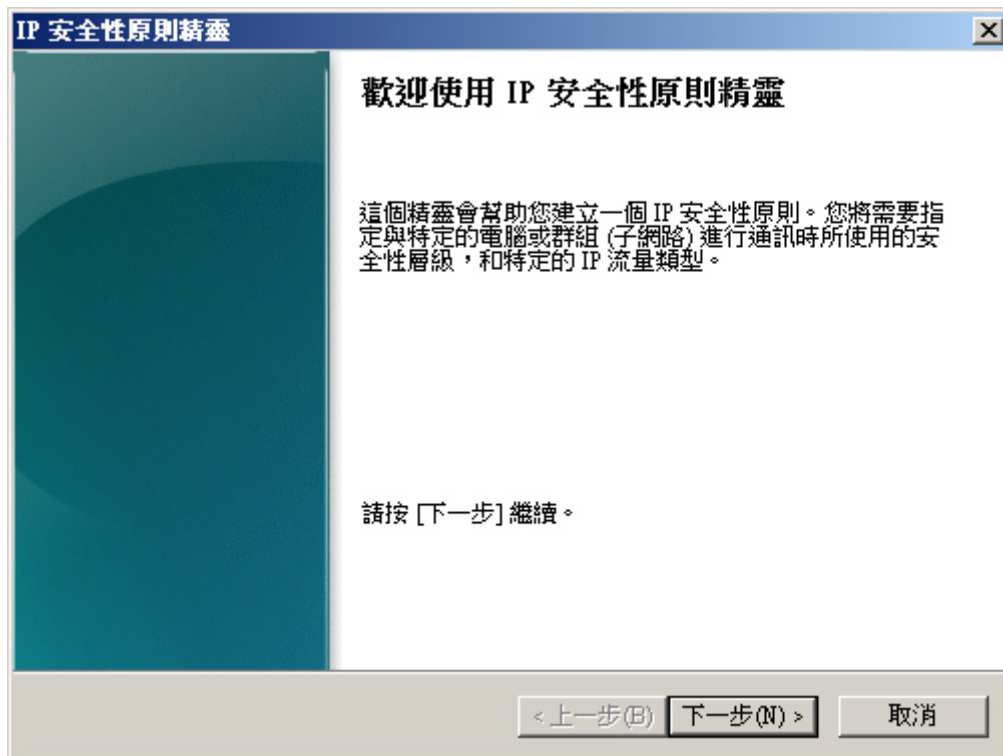 IP 安全性原則精靈
歡迎使用 IP 安全性原則精靈
這個精靈會幫助您建立一個 IP 安全性原則。您將需要指
定與特定的電腦或群組 (子網路) 進行通訊時所使用的安
全性層級，和特定的 IP 流量類型。
請按 [下一步] 繼續。
< 上一步(B)
下一步(N) >
取消